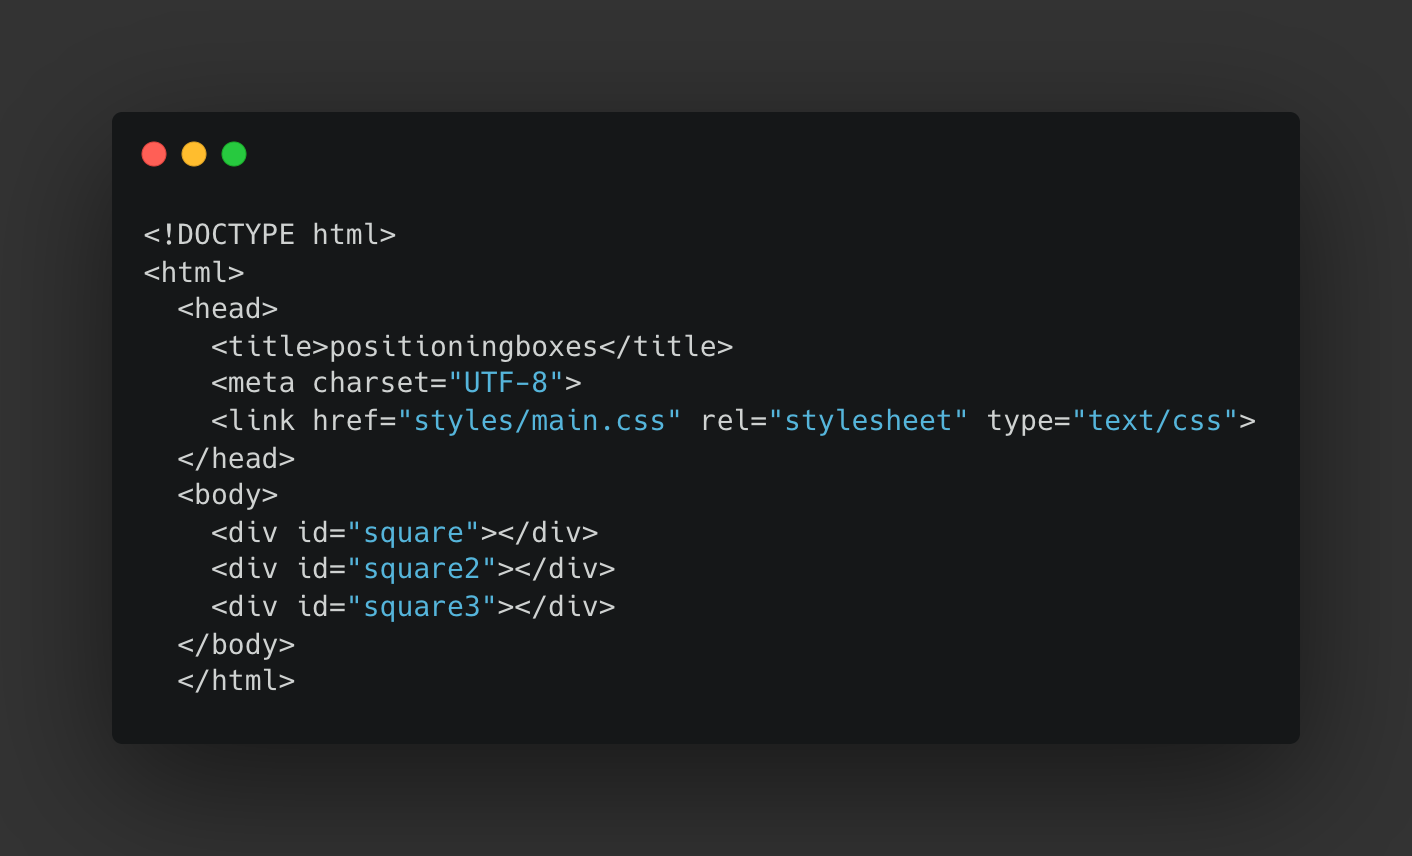 <!DOCTYPE html>
<html>
  <head>
    <title>positioningboxes</title>
    <meta charset="UTF-8">
    <link href="styles/main.css" rel="stylesheet" type="text/css">
  </head>
  <body>
    <div id="square"></div>
    <div id="square2"></div>
    <div id="square3"></div>
  </body>
  </html>